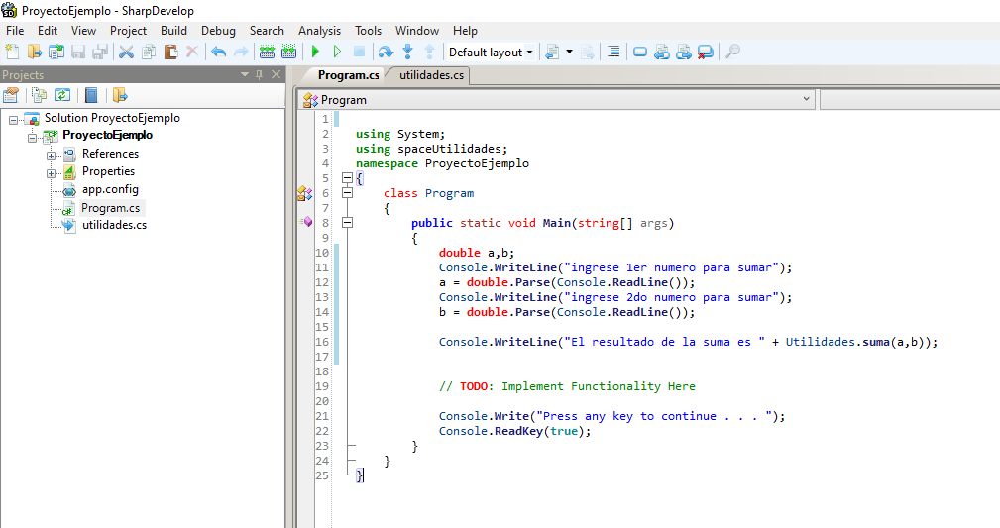 ProyectoEjemplo - SharpDevelop
File Edit View Project Build Debug Search Analysis Tools Window Help
Default layout
Projects
Program.cs utilidades.cs
Program
Solution ProyectoEjemplo
ProyectoEjemplo
References
Properties
app.config
Program.cs
utilidades.cs
1
2 using System;
3 using spaceUtilidades;
4 namespace ProyectoEjemplo
5 {
6 class Program
7 {
8 public static void Main(string[] args)
9 {
10 double a,b;
11 Console.WriteLine("ingrese 1er numero para sumar");
12 a = double.Parse(Console.ReadLine());
13 Console.WriteLine("ingrese 2do numero para sumar");
14 b = double.Parse(Console.ReadLine());
15
16 Console.WriteLine("El resultado de la suma es " + Utilidades.suma(a,b));
17
18
19 // TODO: Implement Functionality Here
20
21 Console.Write("Press any key to continue . . . ");
22 Console.ReadKey(true);
23 }
24 }
25 }